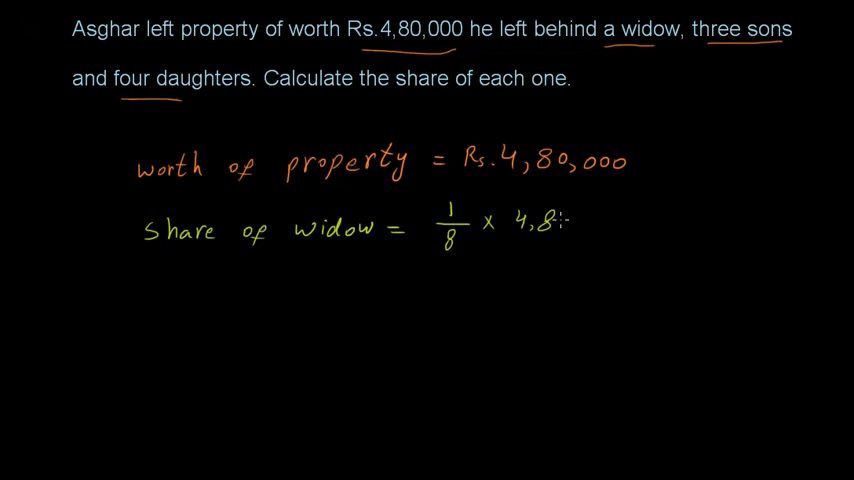 Asghar left property of worth Rs.4,80,000 he left behind a widow, three sons
and four daughters. Calculate the share of each one.
worth of property = Rs. 4,80,000
share of widow = 1/8 × 4,8